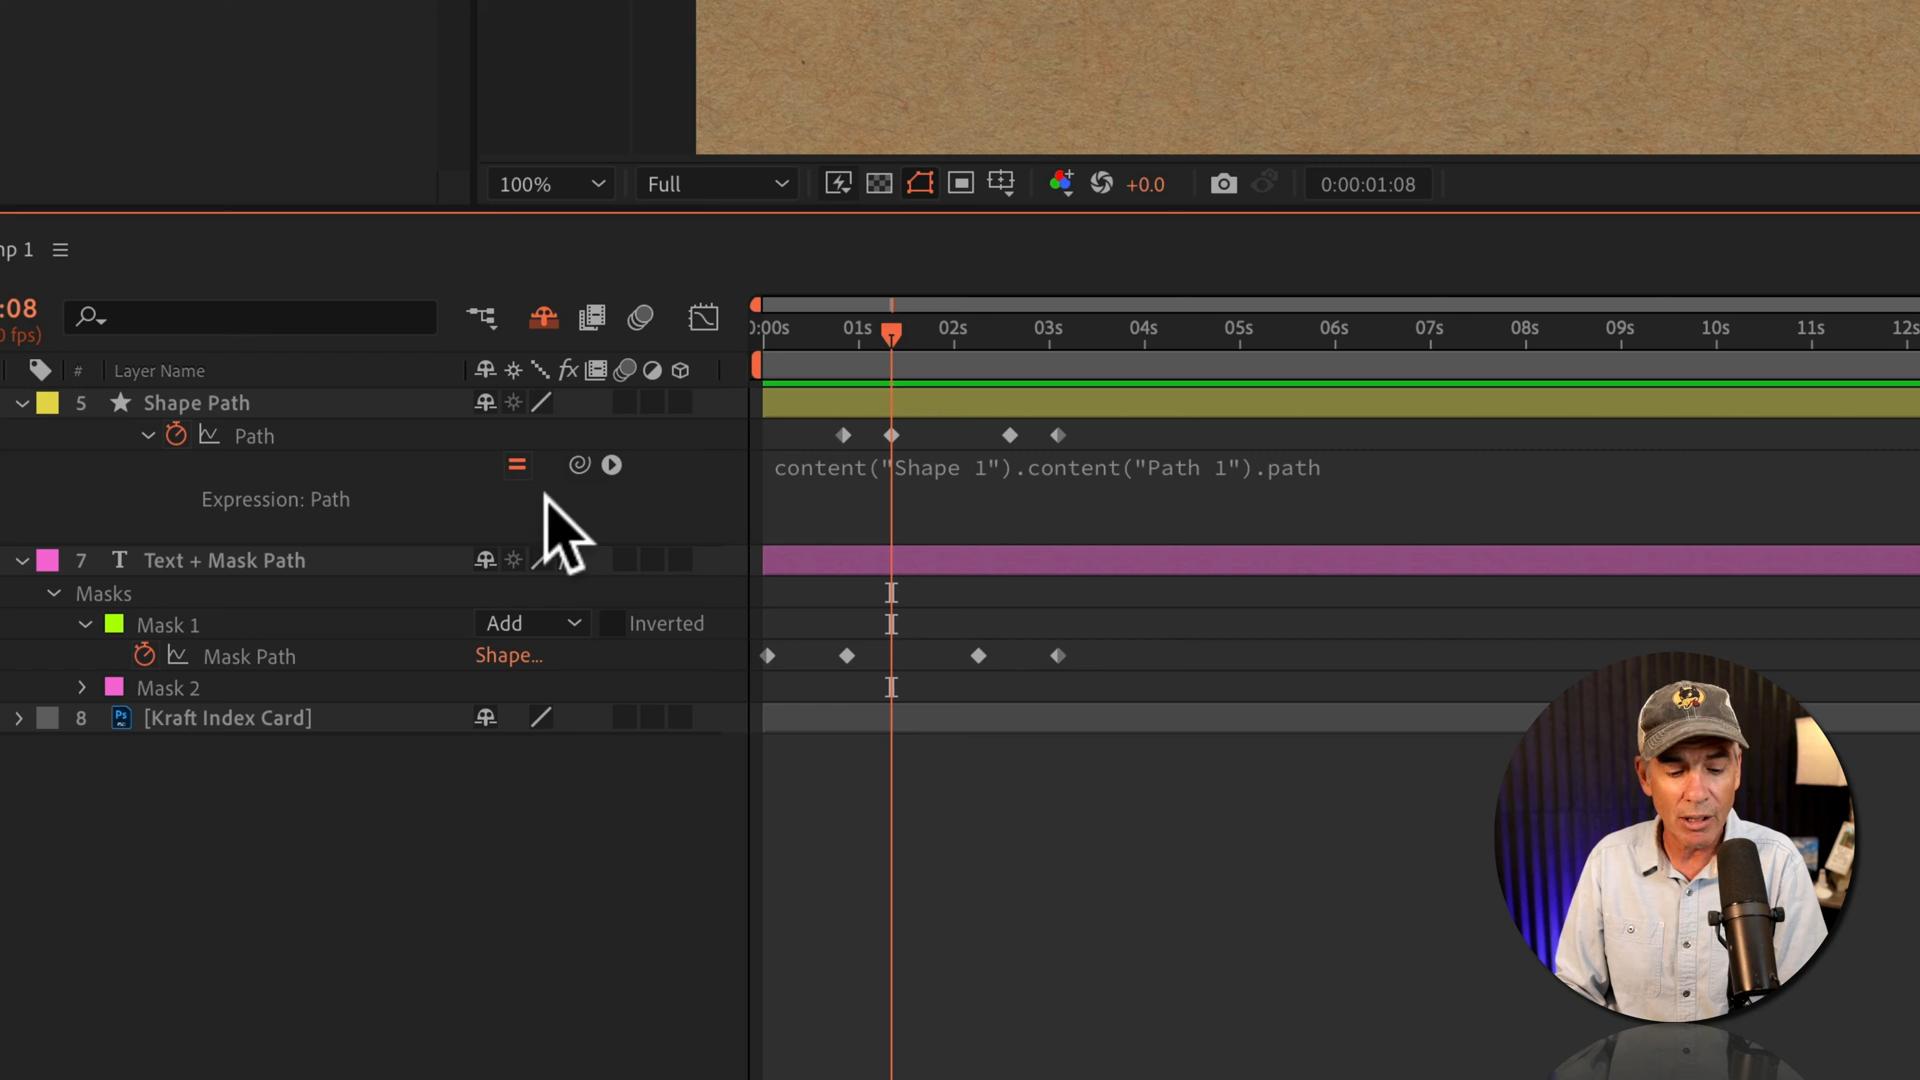 100%
Full
+0.0
0:00:01:08
mp 1
:08
0 fps)
# Layer Name
fx
0:00s 01s 02s 03s 04s 05s 06s 07s 08s 09s 10s 11s 12s
5 Shape Path
Path
content("Shape 1").content("Path 1").path
Expression: Path
7 T Text + Mask Path
Masks
Mask 1
Add
Inverted
Mask Path
Shape...
Mask 2
8 Ps [Kraft Index Card]